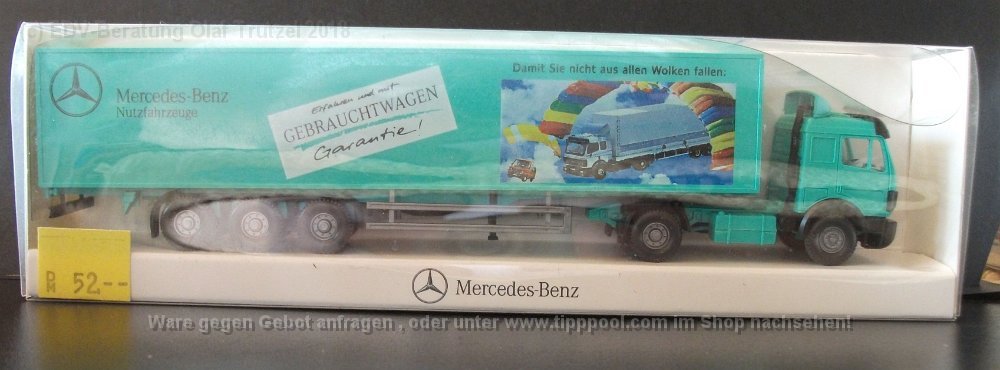 (c) EDV-Beratung Olaf Trutzel 2018
Mercedes-Benz
Nutzfahrzeuge
Erfahren und mit
GEBRAUCHTWAGEN
Garantie!
Damit Sie nicht aus allen Wolken fallen:
DM 52.--
Mercedes-Benz
Ware gegen Gebot anfragen , oder unter www.tipppool.com im Shop nachsehen!